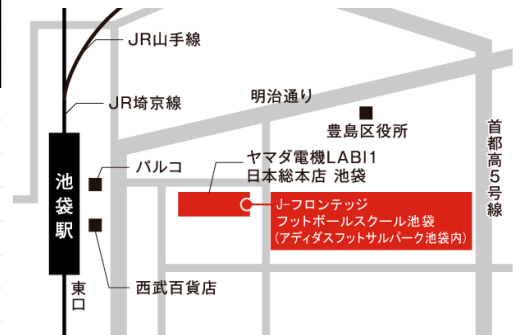 JR山手線
JR埼京線
明治通り
豊島区役所
首都高5号線
パルコ
ヤマダ電機LABI1
日本総本店 池袋
池袋駅
J-フロンテッジ
フットボールスクール池袋
(アディダスフットサルパーク池袋内)
西武百貨店
東口